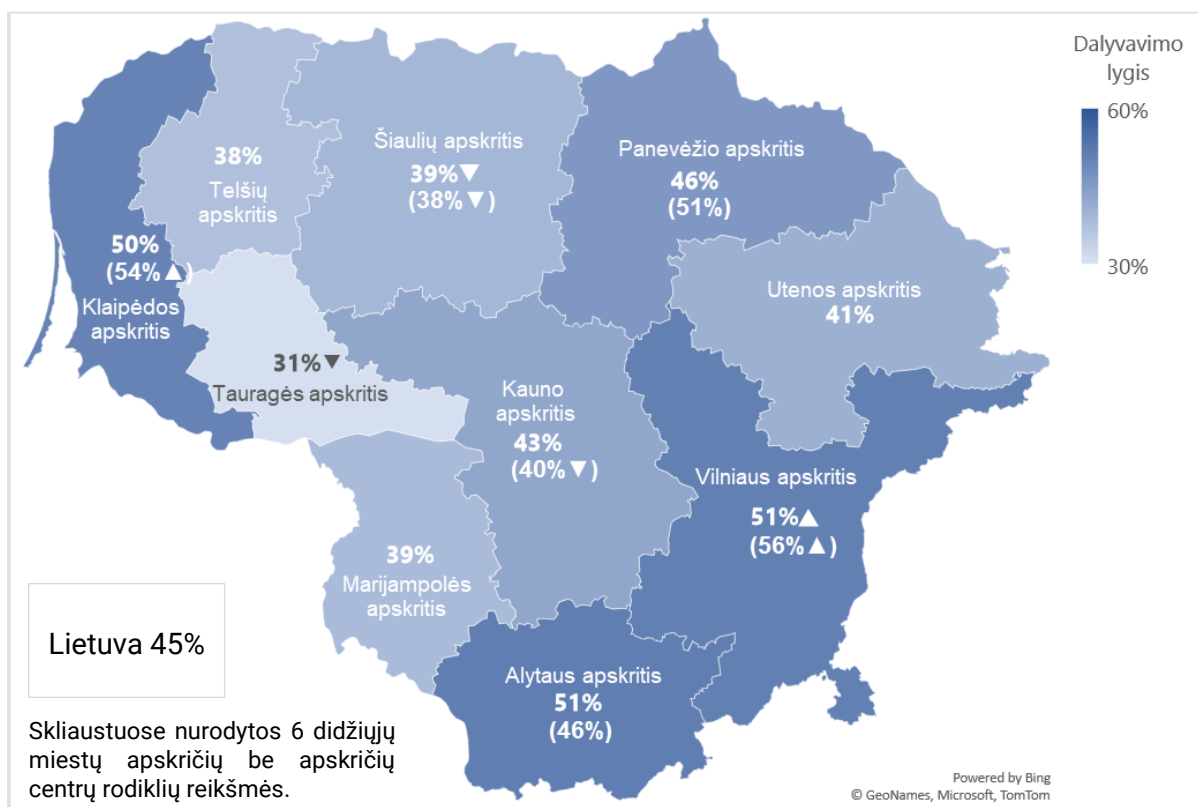 Dalyvavimo
lygis
60%
30%
38%
Telšių
apskritis
Šiaulių apskritis
39%▼
(38%▼)
Panevėžio apskritis
46%
(51%)
50%
(54%▲)
Klaipėdos
apskritis
Utenos apskritis
41%
31%▼
Tauragės apskritis
Kauno
apskritis
43%
(40%▼)
Vilniaus apskritis
51%▲
(56%▲)
39%
Marijampolės
apskritis
Alytaus apskritis
51%
(46%)
Lietuva 45%
Skliaustuose nurodytos 6 didžiųjų
miestų apskričių be apskričių
centrų rodiklių reikšmės.
Powered by Bing
© GeoNames, Microsoft, TomTom